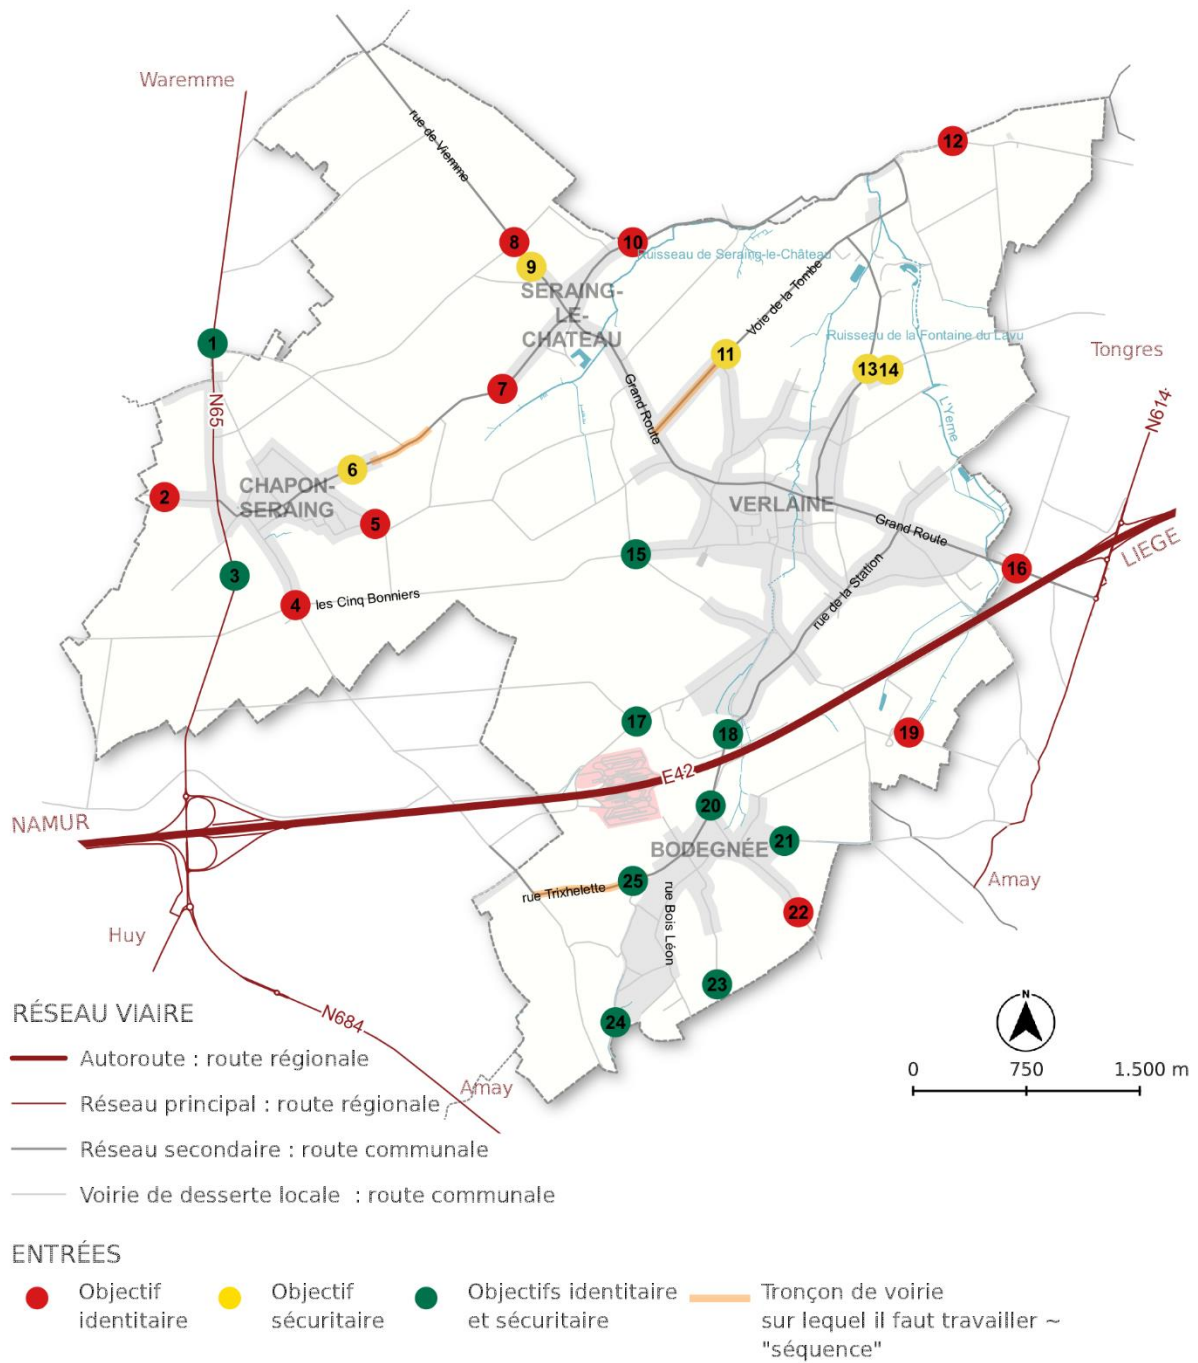 Waremme
rue de Viemme
12
8
10
9
Ruisseau de Seraing-le-Château
SERAING-
LE-
CHATEAU
Voie de la Tombe
1
11
Ruisseau de la Fontaine du Lavu
Tongres
13
14
7
N65
Grand Route
L'Yerne
N614
6
CHAPON-
SERAING
2
5
VERLAINE
Grand Route
LIEGE
15
16
3
4
les Cinq Bonniers
rue de la Station
17
18
19
E42
NAMUR
20
21
BODEGNÉE
25
rue Trixhelette
rue Bois Léon
22
Amay
Huy
23
24
N684
Amay
N
0 750 1.500 m
RÉSEAU VIAIRE
Autoroute : route régionale
Réseau principal : route régionale
Réseau secondaire : route communale
Voirie de desserte locale : route communale
ENTRÉES
Objectif
identitaire
Objectif
sécuritaire
Objectifs identitaire
et sécuritaire
Tronçon de voirie
sur lequel il faut travailler ~
"séquence"